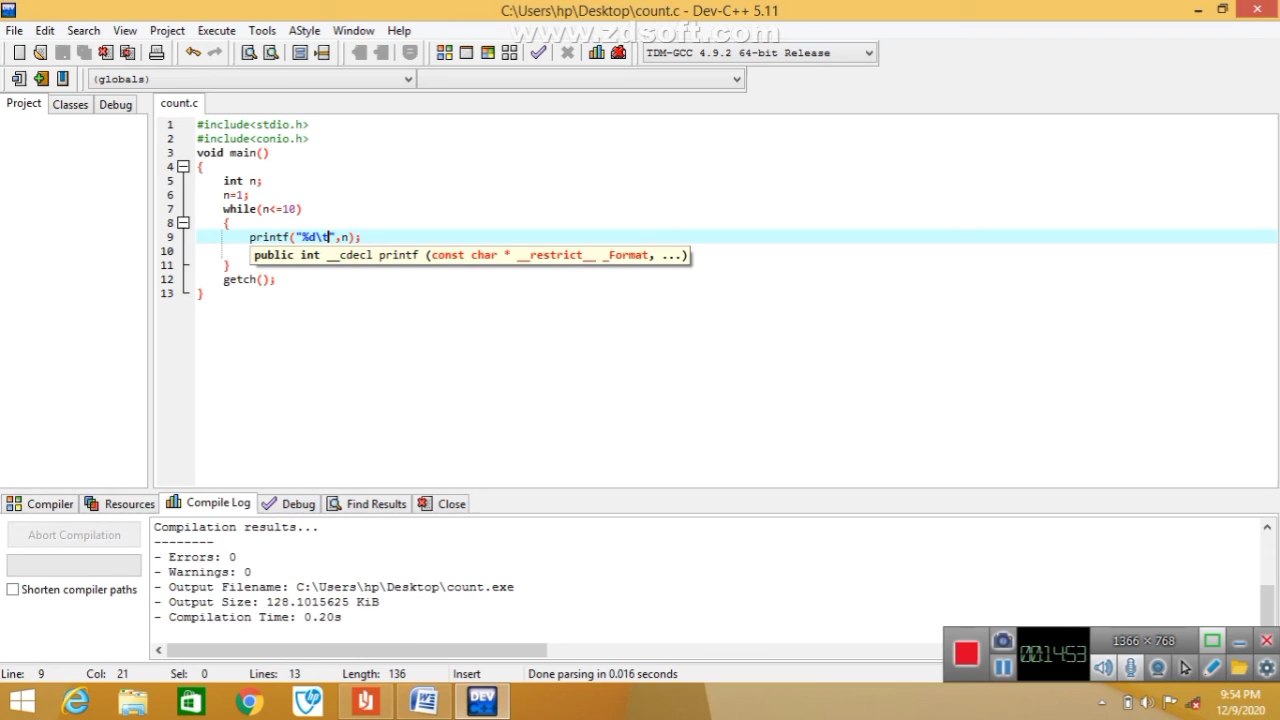 C:\Users\hp\Desktop\count.c - Dev-C++ 5.11
File Edit Search View Project Execute Tools AStyle Window Help
www.zdsoft.com
TDM-GCC 4.9.2 64-bit Release
(globals)
Project Classes Debug
count.c
1 #include<stdio.h>
2 #include<conio.h>
3 void main()
4 {
5 int n;
6 n=1;
7 while(n<=10)
8 {
9 printf("%d\t",n);
10 public int __cdecl printf (const char * __restrict__ _Format, ...)
11 }
12 getch();
13 }
Compiler Resources Compile Log Debug Find Results Close
Abort Compilation
Shorten compiler paths
Compilation results...
--------
- Errors: 0
- Warnings: 0
- Output Filename: C:\Users\hp\Desktop\count.exe
- Output Size: 128.1015625 KiB
- Compilation Time: 0.20s
1366 × 768
001453
Line: 9 Col: 21 Sel: 0 Lines: 13 Length: 136 Insert Done parsing in 0.016 seconds
DEV
9:54 PM
12/9/2020